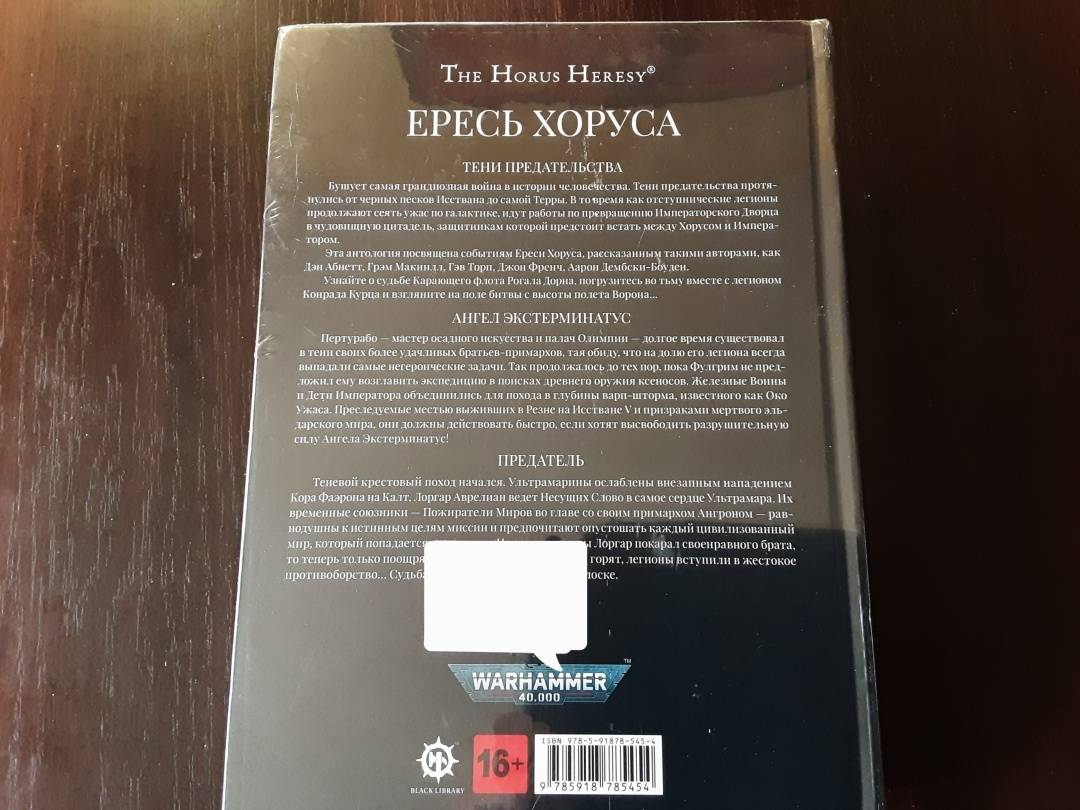 THE HORUS HERESY®
ЕРЕСЬ ХОРУСА
ТЕНИ ПРЕДАТЕЛЬСТВА
Бушует самая грандиозная война в истории человечества. Тени предательства протя-
нулись от черных песков Исствана до самой Терры. В то время как отступнические легионы
продолжают сеять ужас по галактике, идут работы по превращению Императорского Дворца
в чудовищную цитадель, защитникам которой предстоит встать между Хорусом и Импера-
тором.
Эта антология посвящена событиям Ереси Хоруса, рассказанным такими авторами, как
Дэн Абнетт, Грэм Макнилл, Гэв Торп, Джон Френч, Аарон Дембски-Боуден.
Узнайте о судьбе Карающего флота Рогала Дорна, погрузитесь во тьму вместе с легионом
Конрада Курца и взгляните на поле битвы с высоты полета Ворона...
АНГЕЛ ЭКСТЕРМИНАТУС
Пертурабо — мастер осадного искусства и палач Олимпии — долгое время существовал
в тени своих более удачливых братьев-примархов, тая обиду, что на долю его легиона всегда
выпадали самые негероические задачи. Так продолжалось до тех пор, пока Фулгрим не пред-
ложил ему возглавить экспедицию в поисках древнего оружия ксеносов. Железные Воины
и Дети Императора объединились для похода в глубины варп-шторма, известного как Око
Ужаса. Преследуемые местью выживших в Резне на Исстване V и призраками мертвого эль-
дарского мира, они должны действовать быстро, если хотят высвободить разрушительную
силу Ангела Экстерминатус!
ПРЕДАТЕЛЬ
Теневой крестовый поход начался. Ультрамарины ослаблены внезапным нападением
Кора Фаэрона на Калт, Лоргар Аврелиан ведет Несущих Слово в самое сердце Ультрамара. Их
временные союзники — Пожиратели Миров во главе со своим примархом Ангроном — рав-
нодушны к истинным целям миссии и предпочитают опустошать каждый цивилизованный
мир, который попадается Лоргар покарал своенравного брата,
то теперь только горят, легионы вступили в жестокое
противоборство...
WARHAMMER™
40,000
BLACK LIBRARY
16+
ISBN 978-5-91878-545-4
9 785918 785454